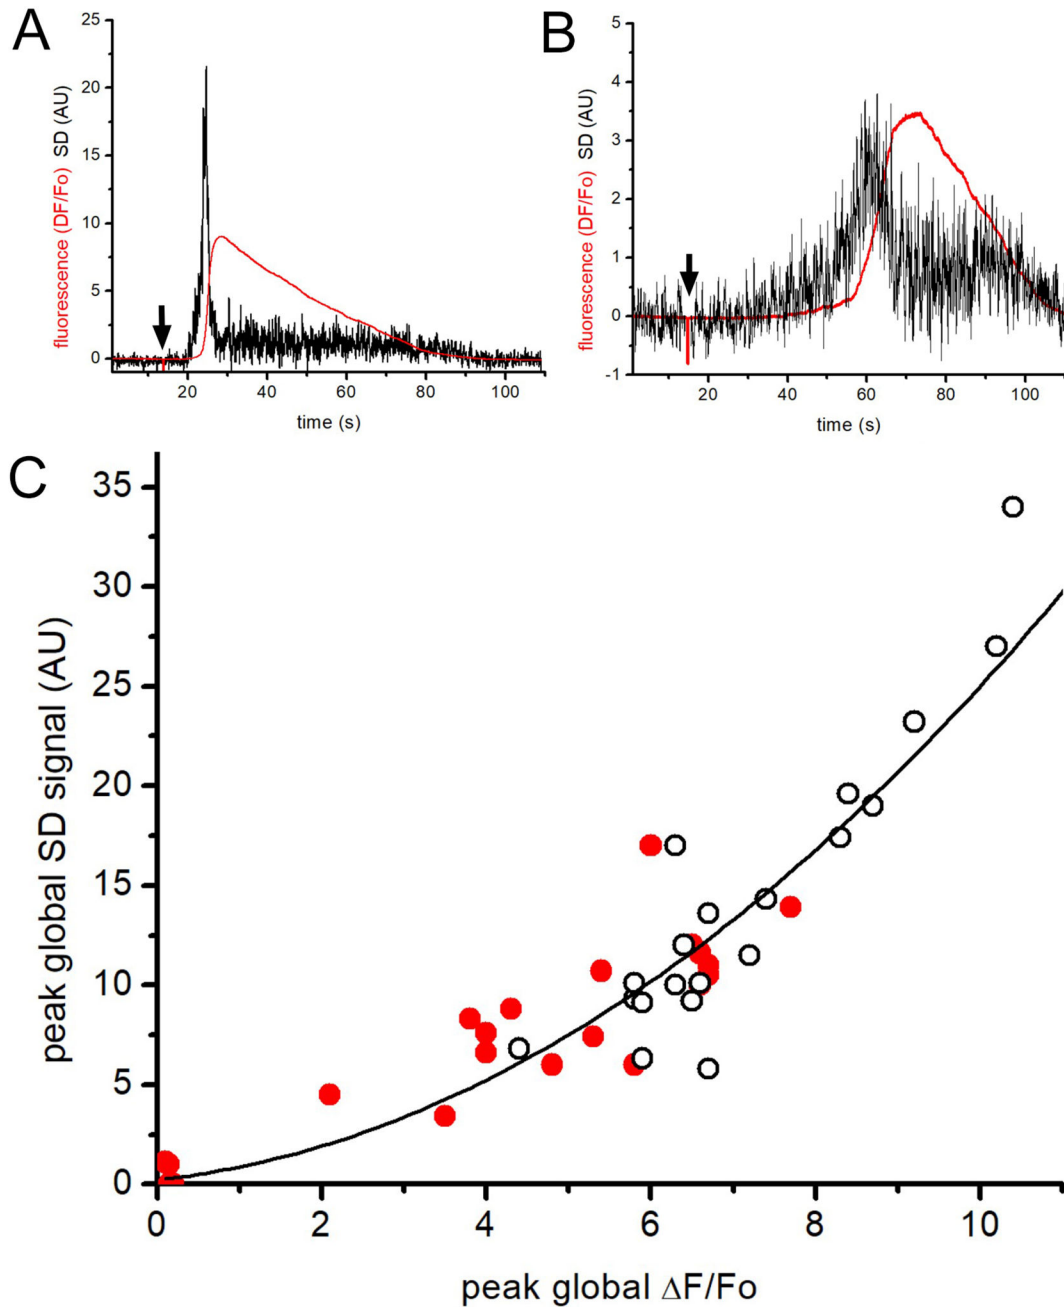 A
25
20
15
10
5
0
fluorescence (DF/Fo) SD (AU)
20 40 60 80 100
time (s)
B
5
4
3
2
1
0
-1
fluorescence (DF/Fo) SD (AU)
20 40 60 80 100
time (s)
C
35
30
25
20
15
10
5
0
peak global SD signal (AU)
0 2 4 6 8 10
peak global ΔF/Fo